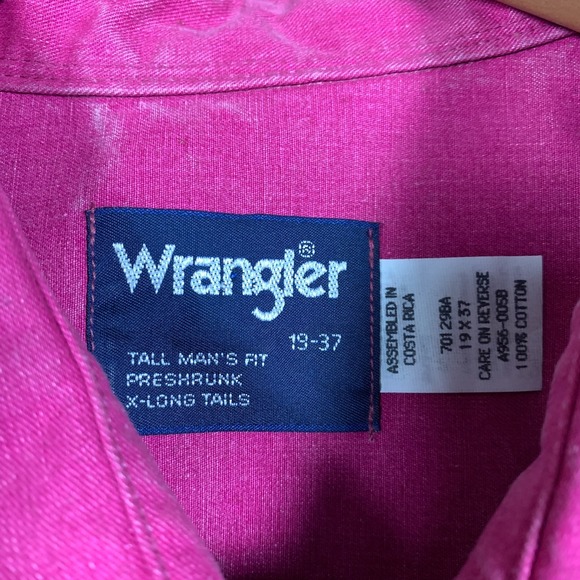 Wrangler®
19-37
TALL MAN'S FIT
PRESHRUNK
X-LONG TAILS
ASSEMBLED IN
COSTA RICA
70129BA
19 X 37
CARE ON REVERSE
A956-005B
100% COTTON